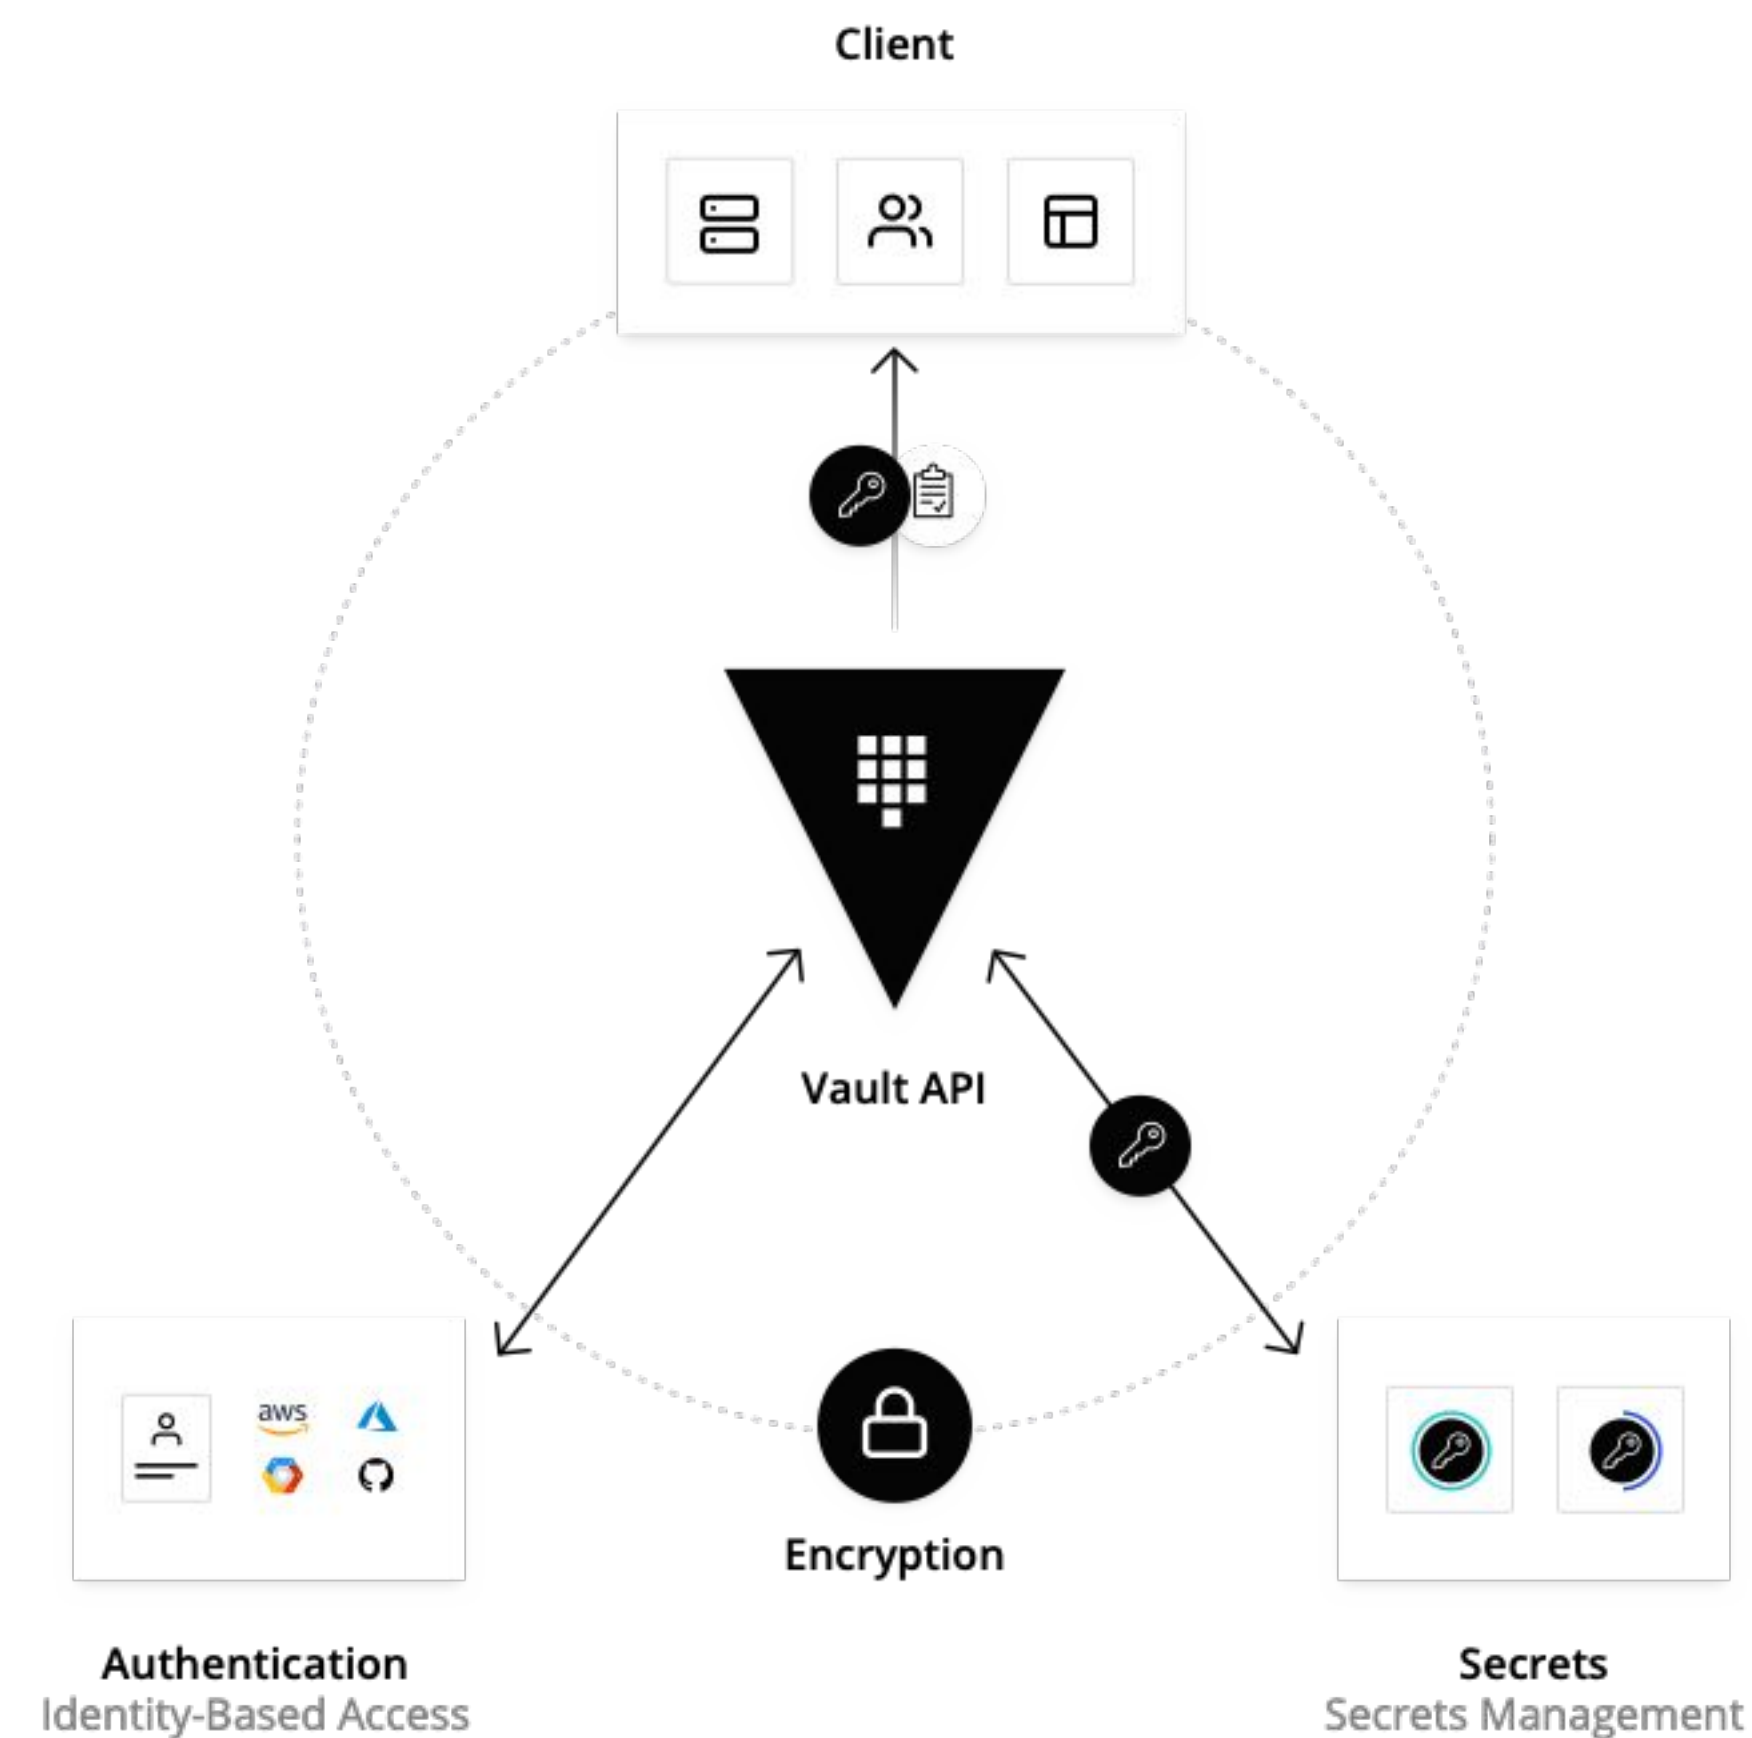 Client
Vault API
aws
Encryption
Authentication
Identity-Based Access
Secrets
Secrets Management